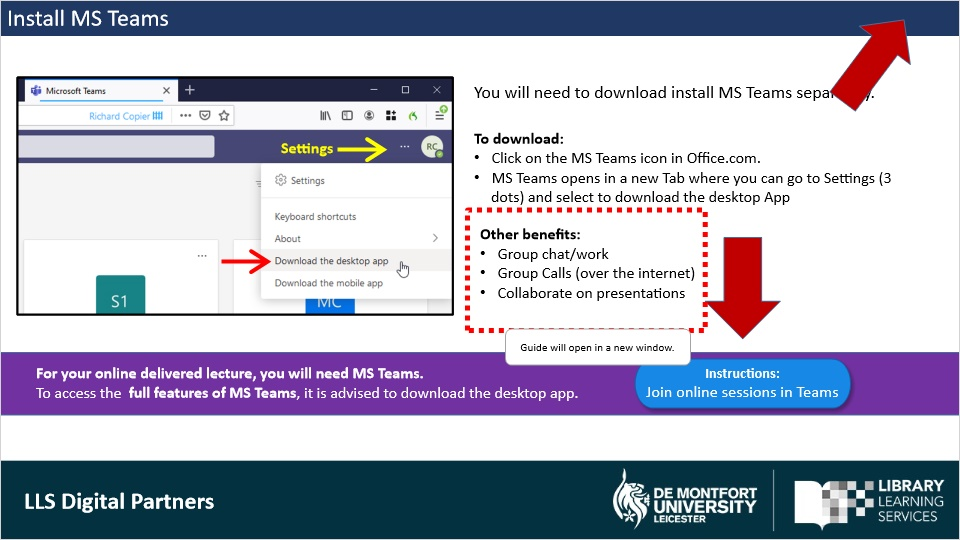 Install MS Teams
Microsoft Teams
Richard Copier
Settings
RC
Settings
Keyboard shortcuts
About
Download the desktop app
Download the mobile app
S1
MC
You will need to download install MS Teams
To download:
• Click on the MS Teams icon in Office.com.
• MS Teams opens in a new Tab where you can go to Settings (3
dots) and select to download the desktop App
Other benefits:
• Group chat/work
• Group Calls (over the internet)
• Collaborate on presentations
Guide will open in a new window.
For your online delivered lecture, you will need MS Teams.
To access the full features of MS Teams, it is advised to download the desktop app.
Instructions:
Join online sessions in Teams
LLS Digital Partners
DE MONTFORT
UNIVERSITY
LEICESTER
LIBRARY
LEARNING
SERVICES